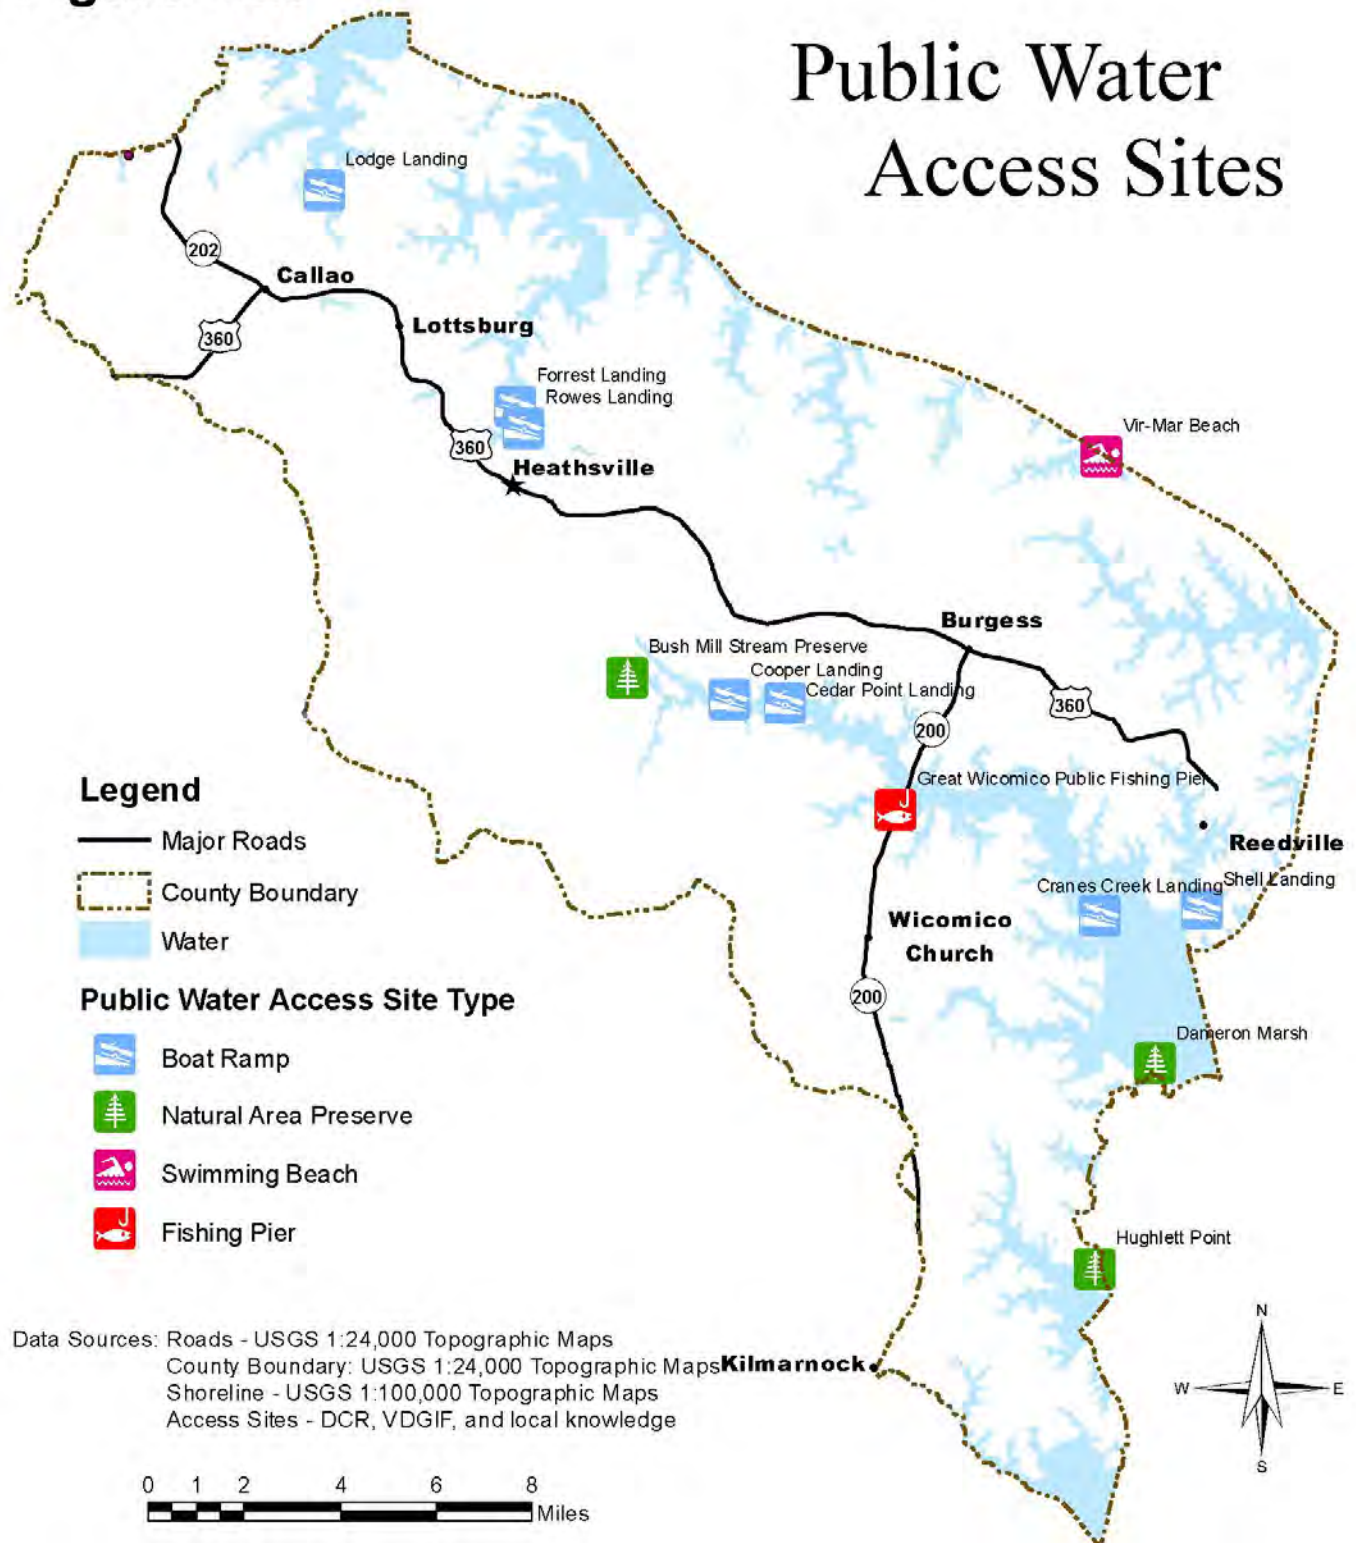 Public Water
Access Sites
Lodge Landing
202
Callao
360
Lottsburg
Forrest Landing
Rowes Landing
360
Heathsville
Vir-Mar Beach
Burgess
Bush Mill Stream Preserve
Cooper Landing
Cedar Point Landing
360
200
Great Wicomico Public Fishing Pier
Reedville
Cranes Creek Landing
Shell Landing
Wicomico
Church
200
Dameron Marsh
Hughlett Point
Kilmarnock
Legend
Major Roads
County Boundary
Water
Public Water Access Site Type
Boat Ramp
Natural Area Preserve
Swimming Beach
Fishing Pier
Data Sources: Roads - USGS 1:24,000 Topographic Maps
County Boundary: USGS 1:24,000 Topographic Maps
Shoreline - USGS 1:100,000 Topographic Maps
Access Sites - DCR, VDGIF, and local knowledge
N
W E
S
0 1 2 4 6 8
Miles